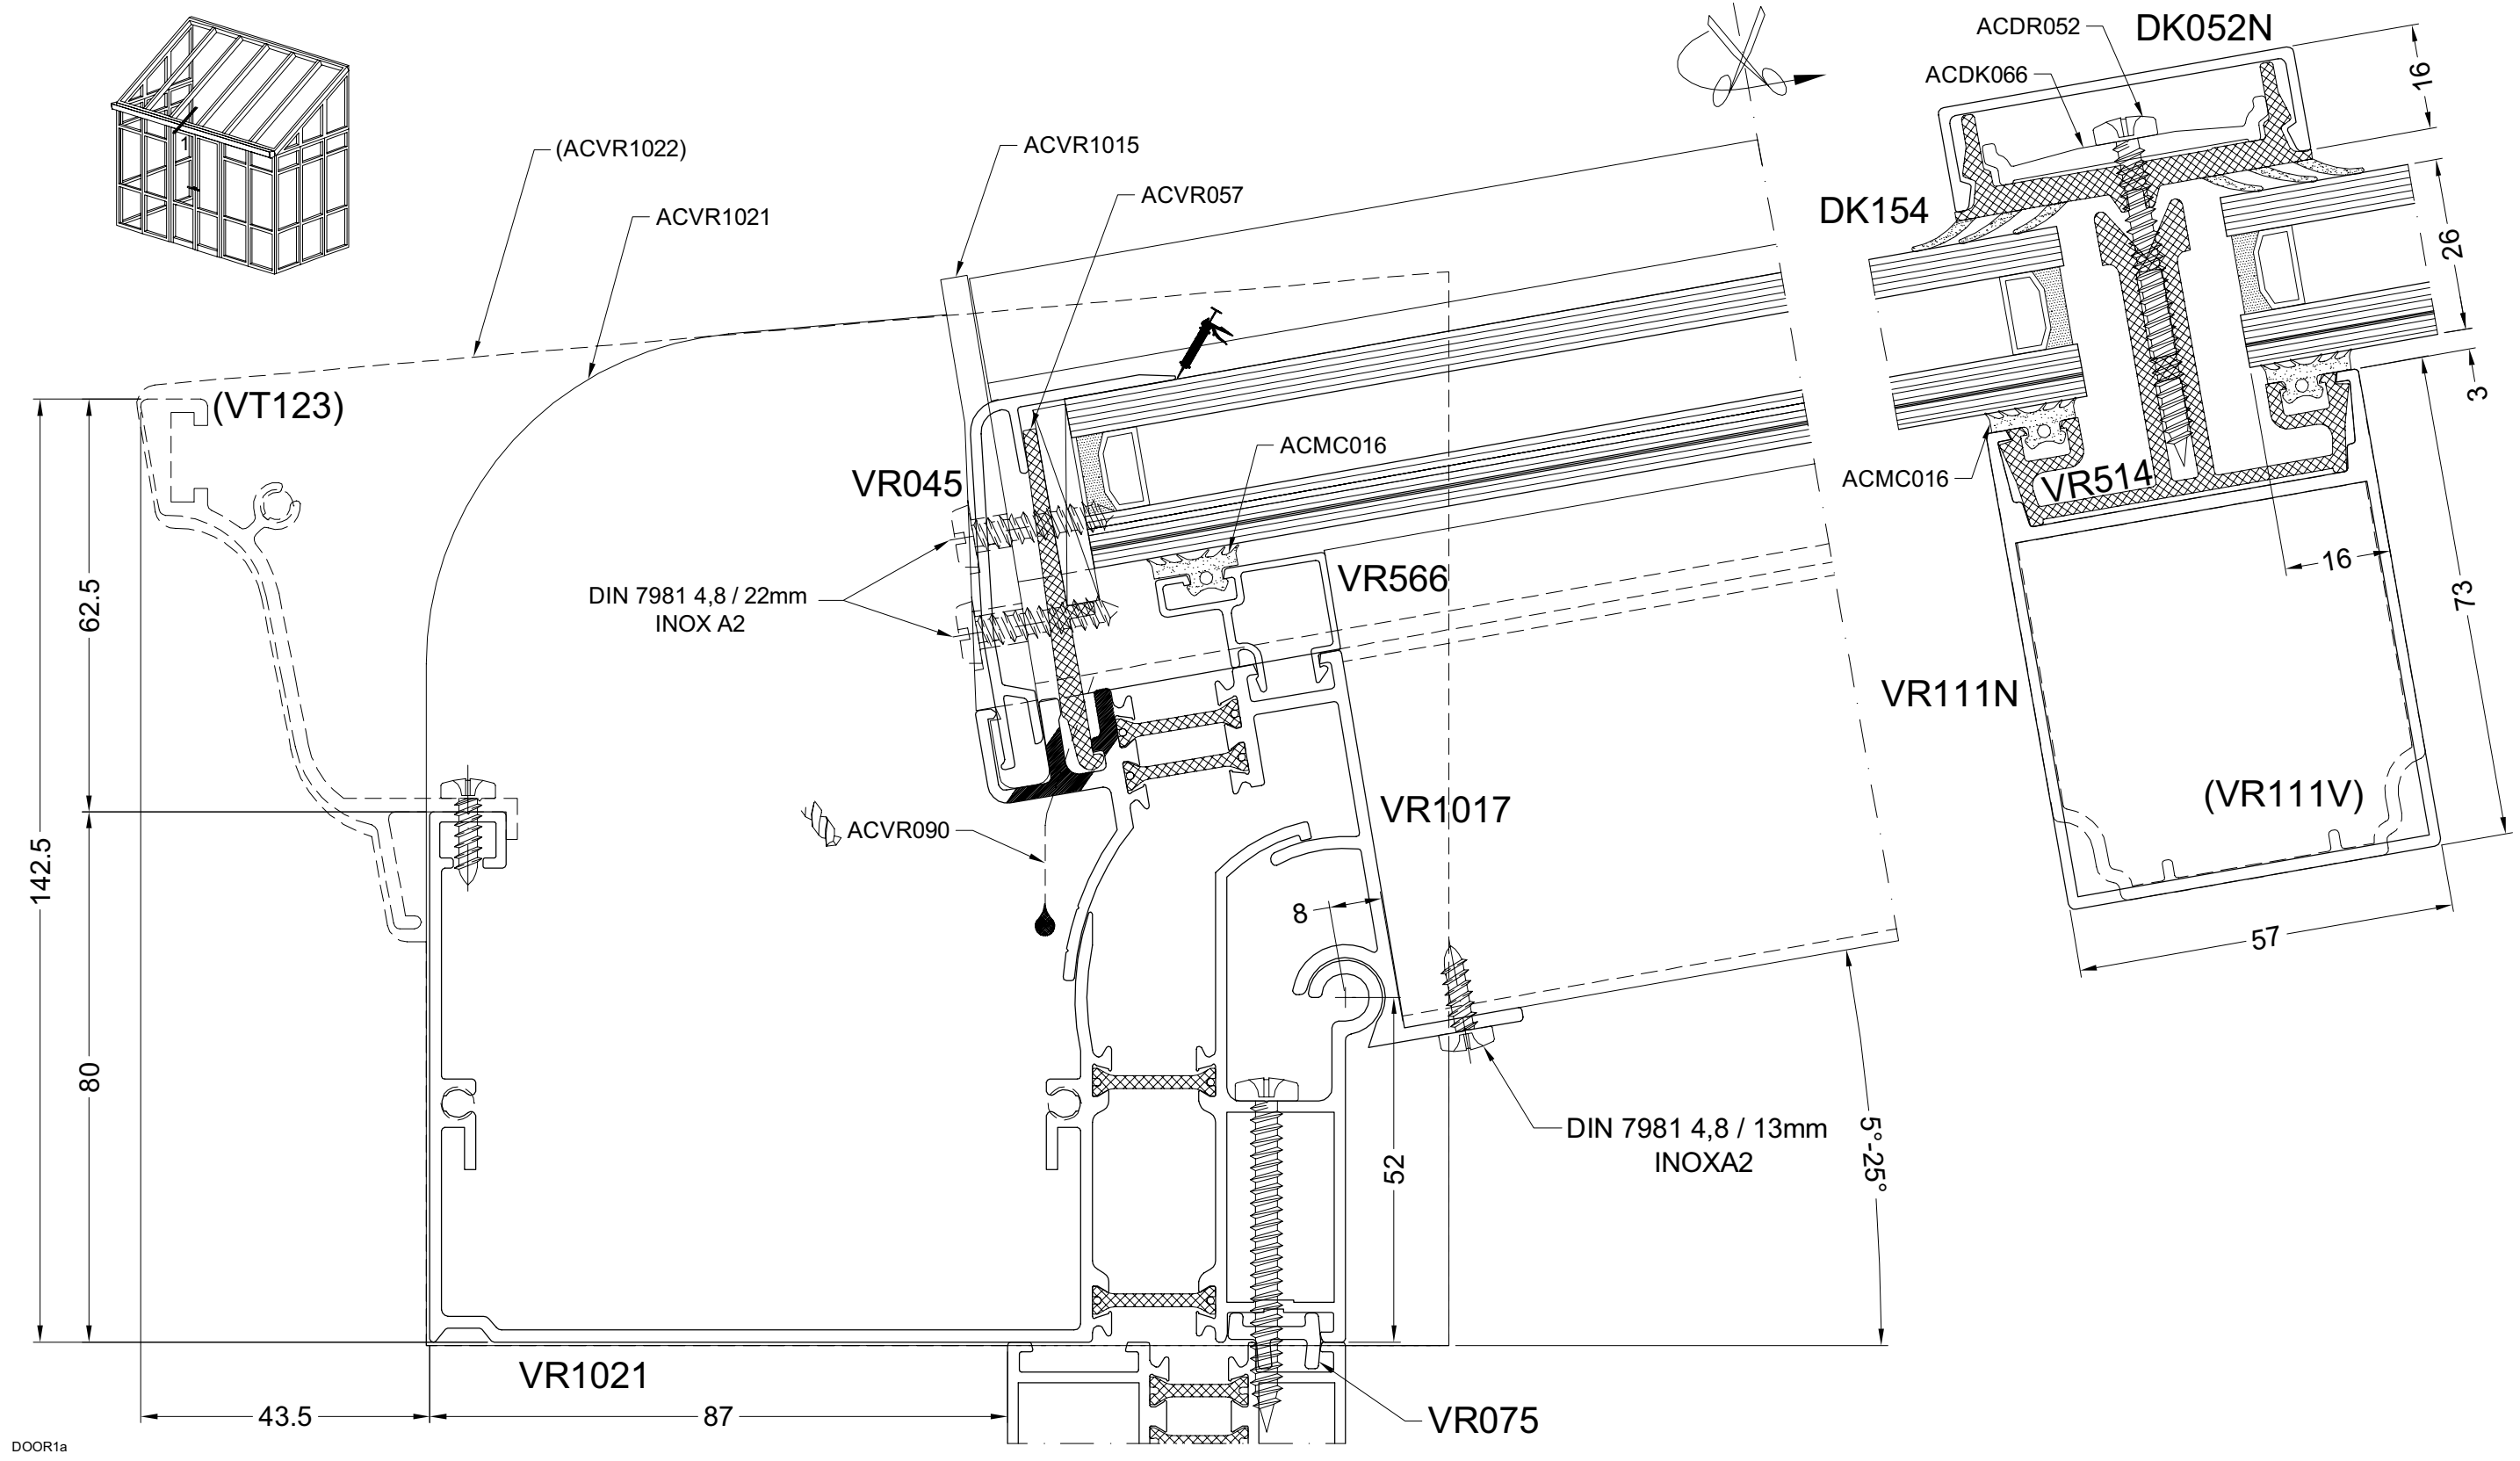 ACDR052
DK052N
ACDK066
16
1
(ACVR1022)
ACVR1015
ACVR057
ACVR1021
DK154
26
3
(VT123)
VR045
ACMC016
ACMC016
VR514
16
73
62.5
DIN 7981 4,8 / 22mm
INOX A2
VR566
VR111N
(VR111V)
142.5
ACVR090
VR1017
8
57
80
DIN 7981 4,8 / 13mm
INOXA2
52
5°-25°
VR1021
43.5
87
VR075
DOOR1a